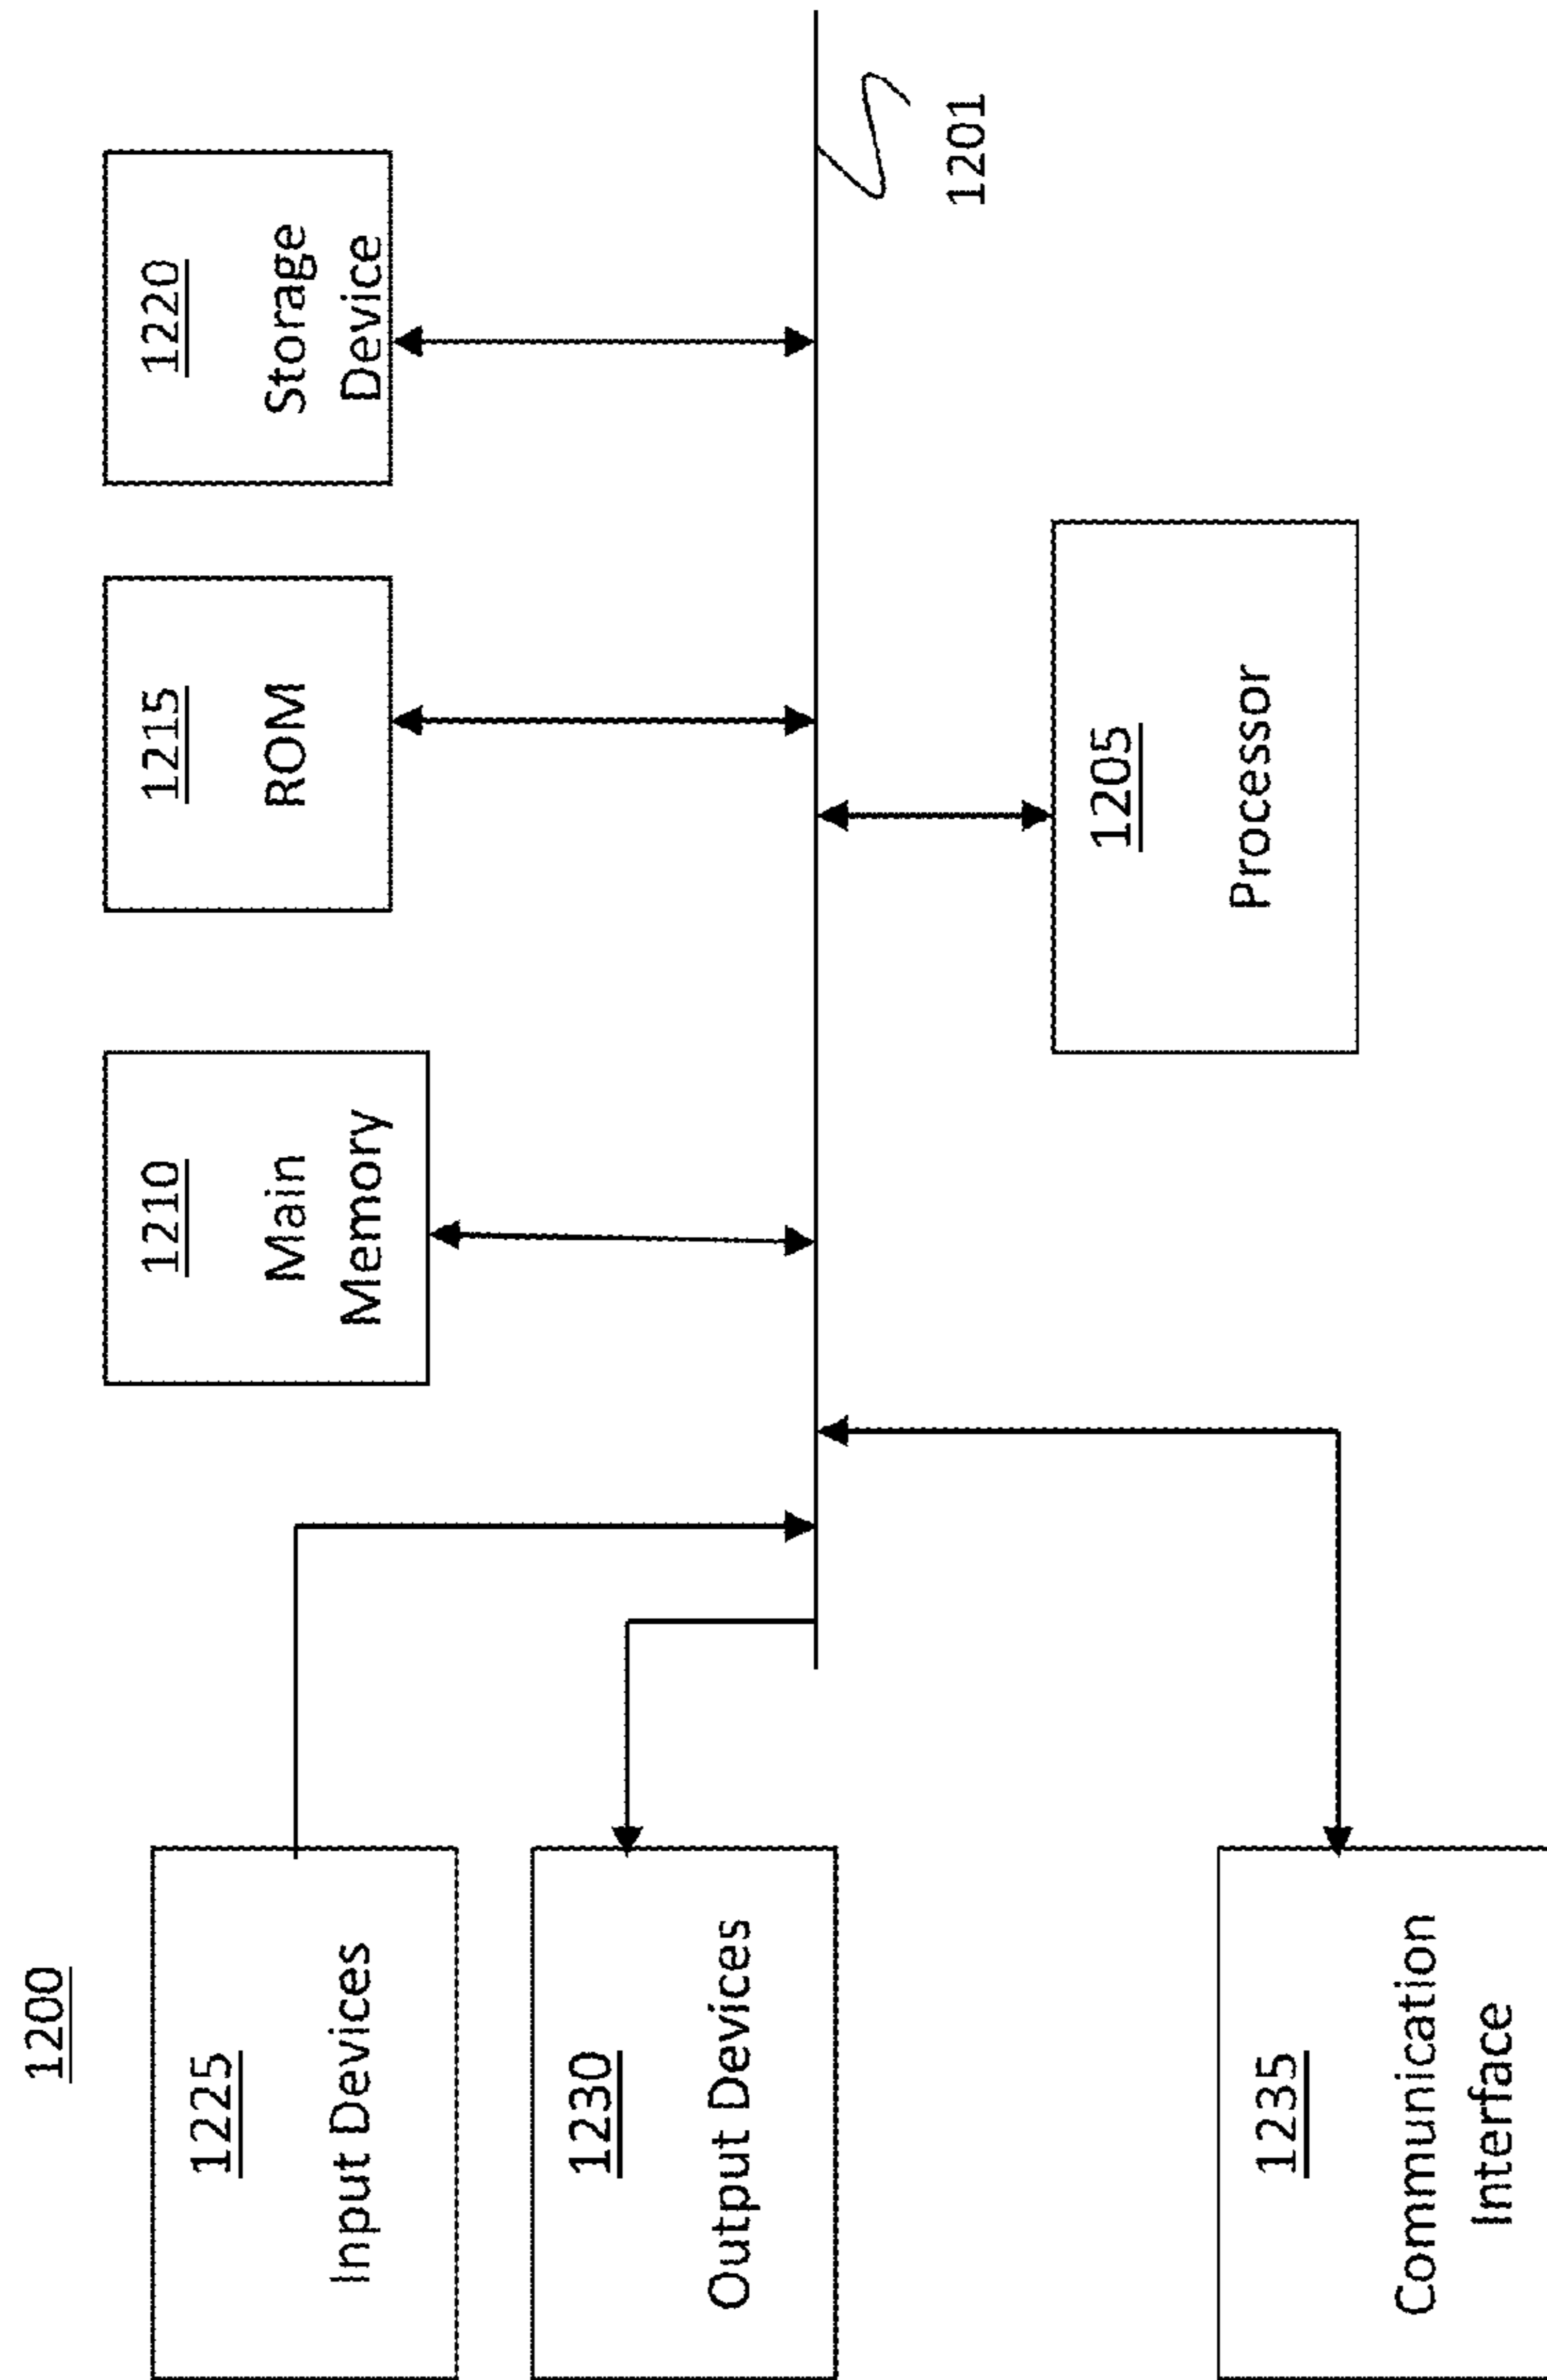 1200
1225
Input Devices
1230
Output Devices
1235
Communication
Interface
1210
Main
Memory
1215
ROM
1220
Storage
Device
1205
Processor
1201